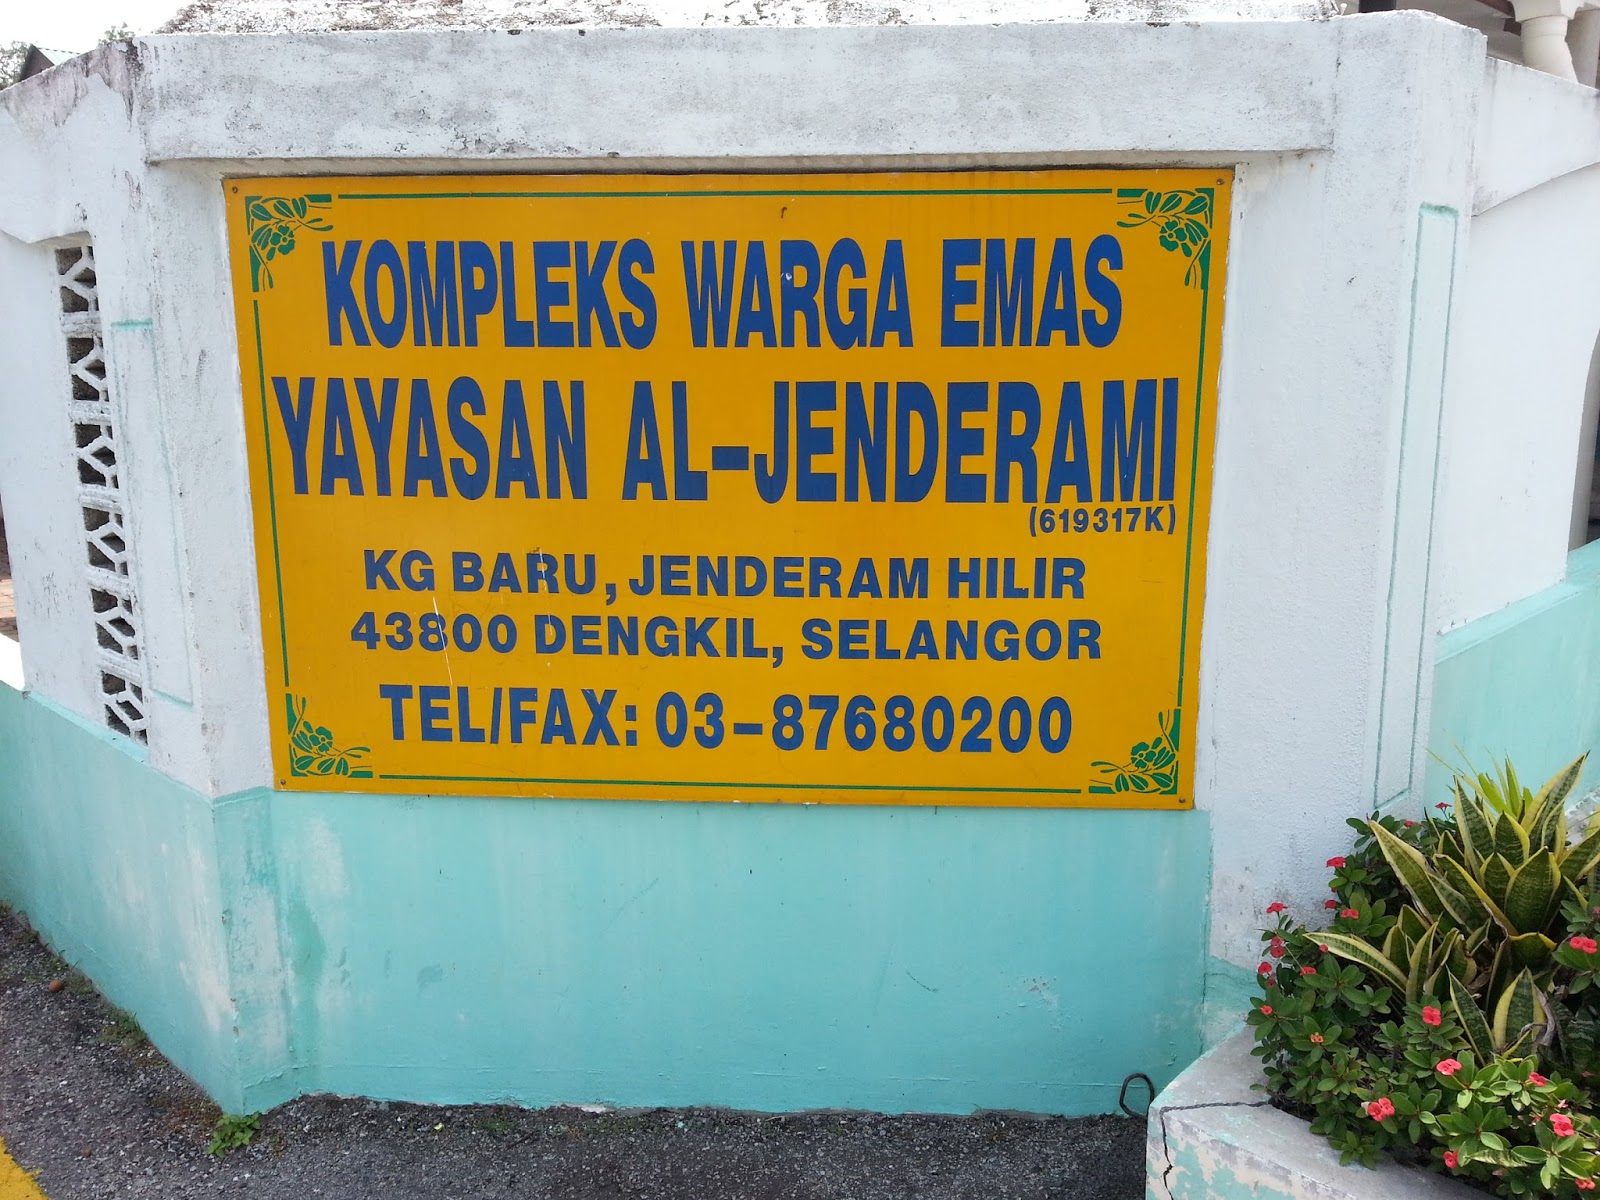 KOMPLEKS WARGA EMAS
YAYASAN AL-JENDERAMI
(619317K)
KG BARU, JENDERAM HILIR
43800 DENGKIL, SELANGOR
TEL/FAX: 03-87680200